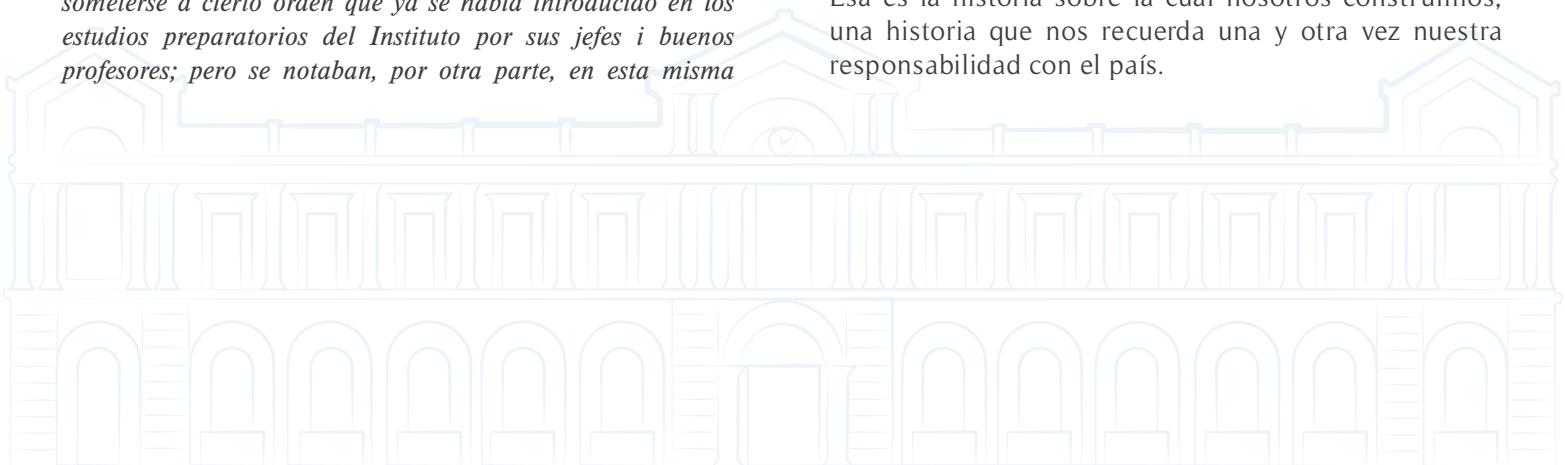 someterse a cierto orden que ya se había introducido en los
estudios preparatorios del Instituto por sus jefes i buenos
profesores; pero se notaban, por otra parte, en esta misma
Esa es la historia sobre la cual nosotros construimos,
una historia que nos recuerda una y otra vez nuestra
responsabilidad con el país.